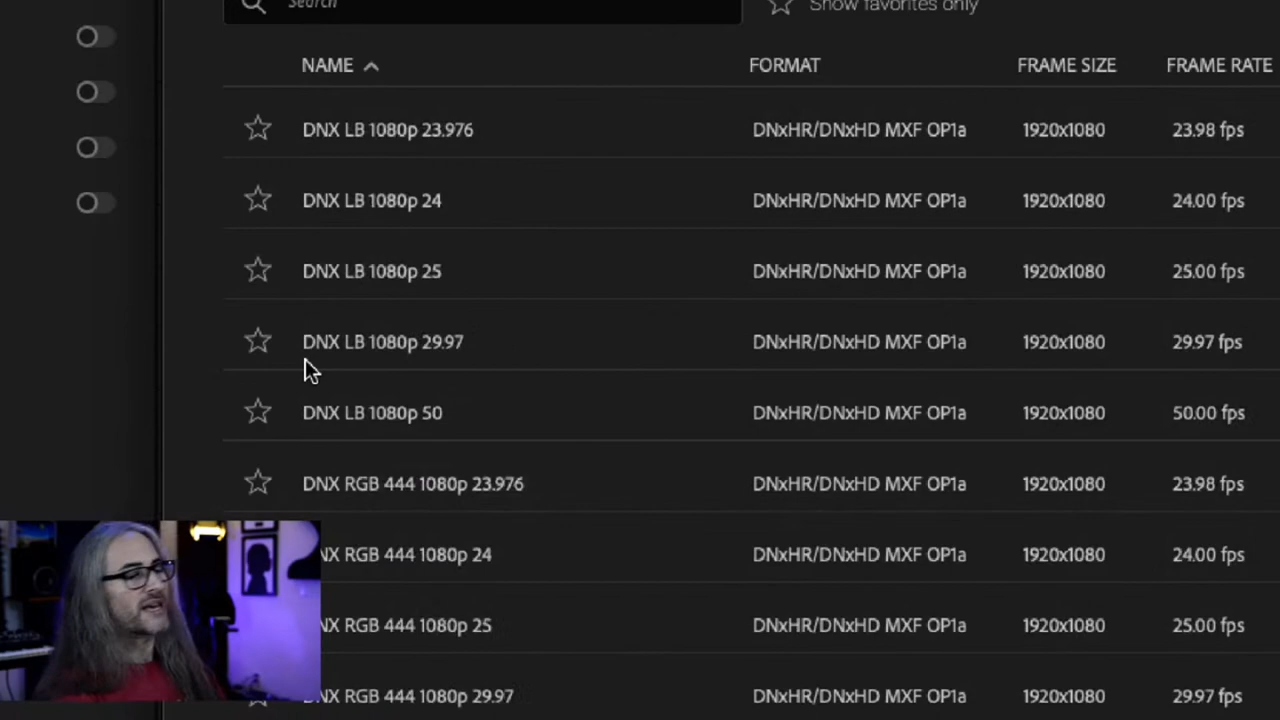 Search Show favorites only
NAME FORMAT FRAME SIZE FRAME RATE
DNX LB 1080p 23.976 DNxHR/DNxHD MXF OP1a 1920x1080 23.98 fps
DNX LB 1080p 24 DNxHR/DNxHD MXF OP1a 1920x1080 24.00 fps
DNX LB 1080p 25 DNxHR/DNxHD MXF OP1a 1920x1080 25.00 fps
DNX LB 1080p 29.97 DNxHR/DNxHD MXF OP1a 1920x1080 29.97 fps
DNX LB 1080p 50 DNxHR/DNxHD MXF OP1a 1920x1080 50.00 fps
DNX RGB 444 1080p 23.976 DNxHR/DNxHD MXF OP1a 1920x1080 23.98 fps
NX RGB 444 1080p 24 DNxHR/DNxHD MXF OP1a 1920x1080 24.00 fps
NX RGB 444 1080p 25 DNxHR/DNxHD MXF OP1a 1920x1080 25.00 fps
NX RGB 444 1080p 29.97 DNxHR/DNxHD MXF OP1a 1920x1080 29.97 fps